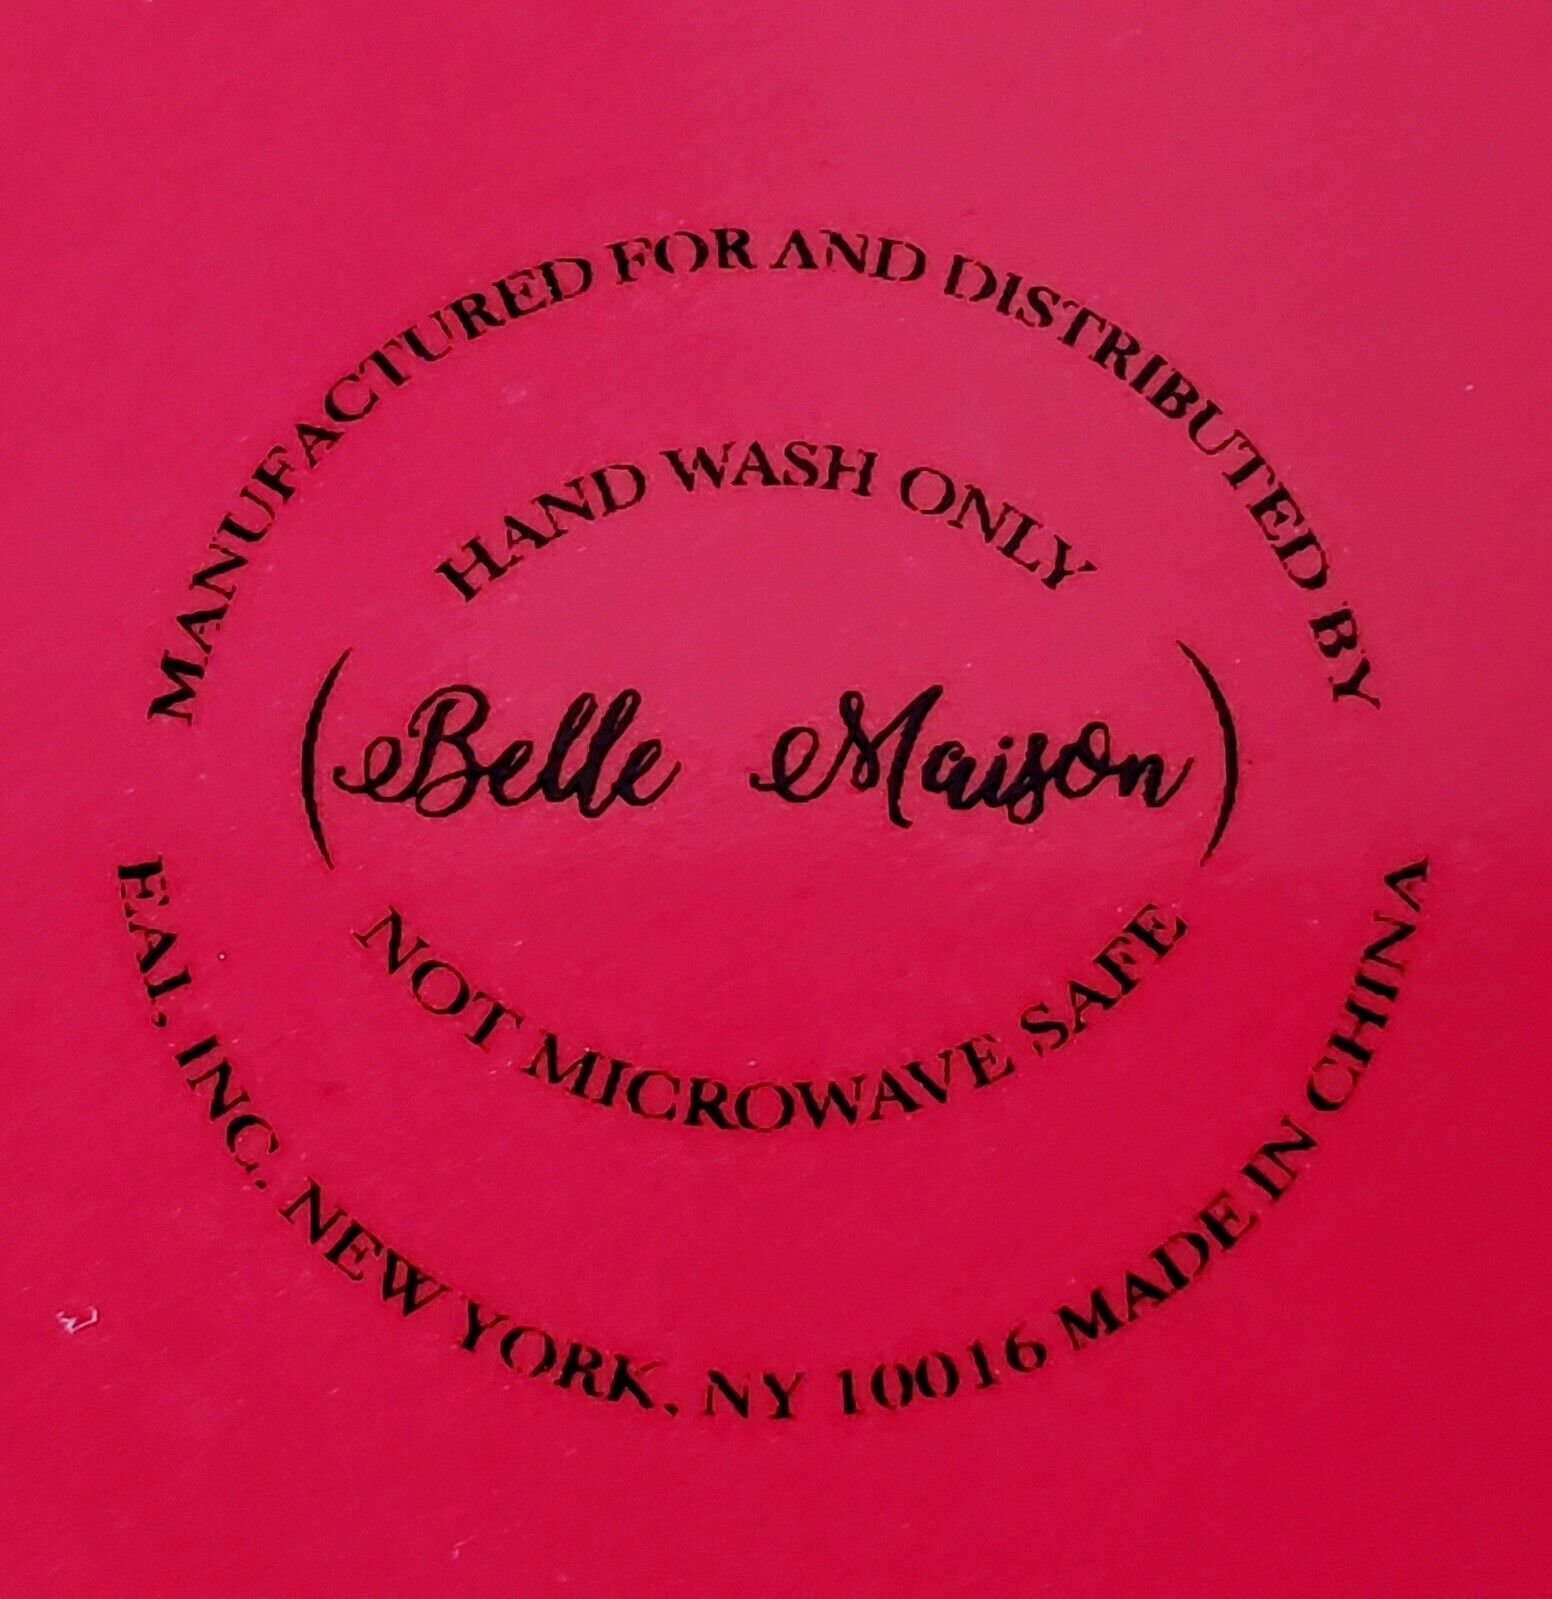 MANUFACTURED FOR AND DISTRIBUTED BY
HAND WASH ONLY
(Belle Maison)
NOT MICROWAVE SAFE
EAI, INC. NEW YORK, NY 10016 MADE IN CHINA